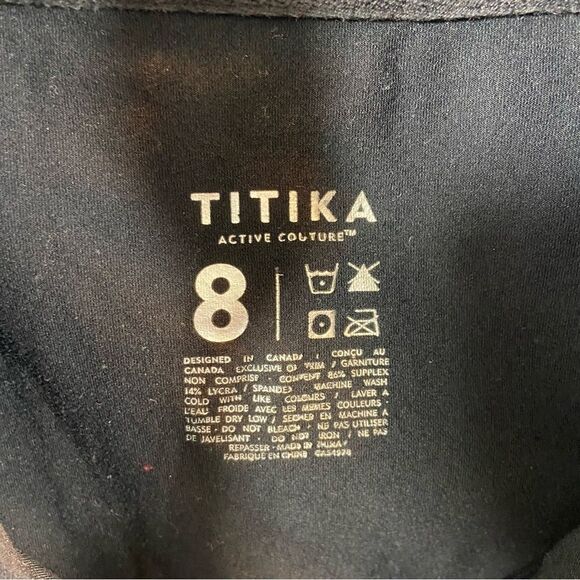 TITIKA
ACTIVE COUTURE™
8
DESIGNED IN CANADA / CONÇU AU
CANADA EXCLUSIVE OF TRIM / GARNITURE
NON COMPRISE · CONTENT 86% SUPPLEX
14% LYCRA / SPANDEX MACHINE WASH
COLD WITH LIKE COLOURS / LAVER A
L'EAU FROIDE AVEC LES MEMES COULEURS ·
TUMBLE DRY LOW / SECHER EN MACHINE A
BASSE · DO NOT BLEACH · NE PAS UTILISER
DE JAVELISANT · DO NOT IRON / NE PAS
REPASSER · MADE IN CHINA /
FABRIQUE EN CHINE CA54978